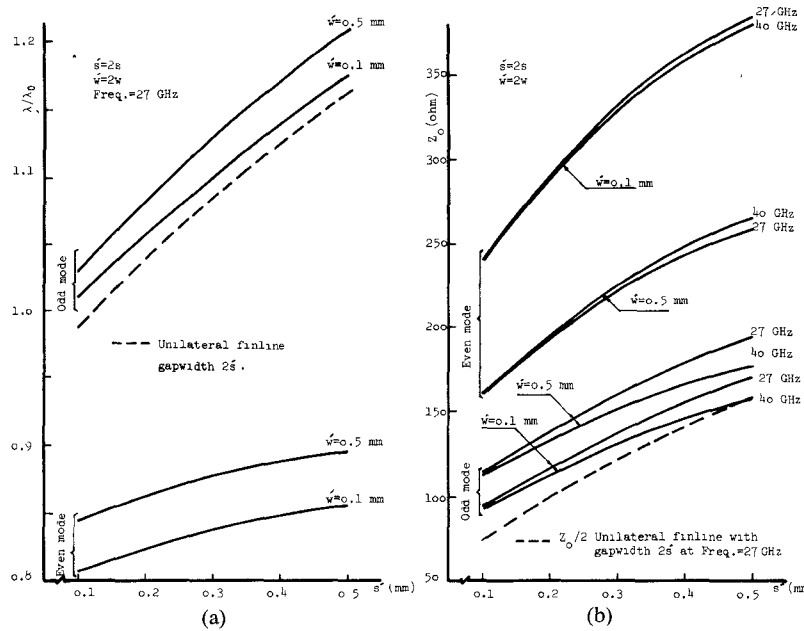 ẃ=0.5 mm
1.2
ś=2s
ẃ=2w
Freq.=27 GHz
ẃ=0.1 mm
λ/λ₀
1.1
Odd mode
1.0
Unilateral finline
gapwidth 2ś.
0.9
ẃ=0.5 mm
ẃ=0.1 mm
Even mode
0.8
0.1
0.2
0.3
0.4
0.5
s' (mm)
(a)
27 GHz
40 GHz
350
ś=2s
ẃ=2w
Z₀ (ohm)
300
ẃ=0.1 mm
250
40 GHz
27 GHz
ẃ=0.5 mm
Even mode
200
27 GHz
40 GHz
ẃ=0.5 mm
27 GHz
150
40 GHz
ẃ=0.1 mm
Odd mode
100
Z₀/2 Unilateral finline with
gapwidth 2ś at Freq.=27 GHz
50
0.1
0.2
0.3
0.4
0.5
s' (mm)
(b)